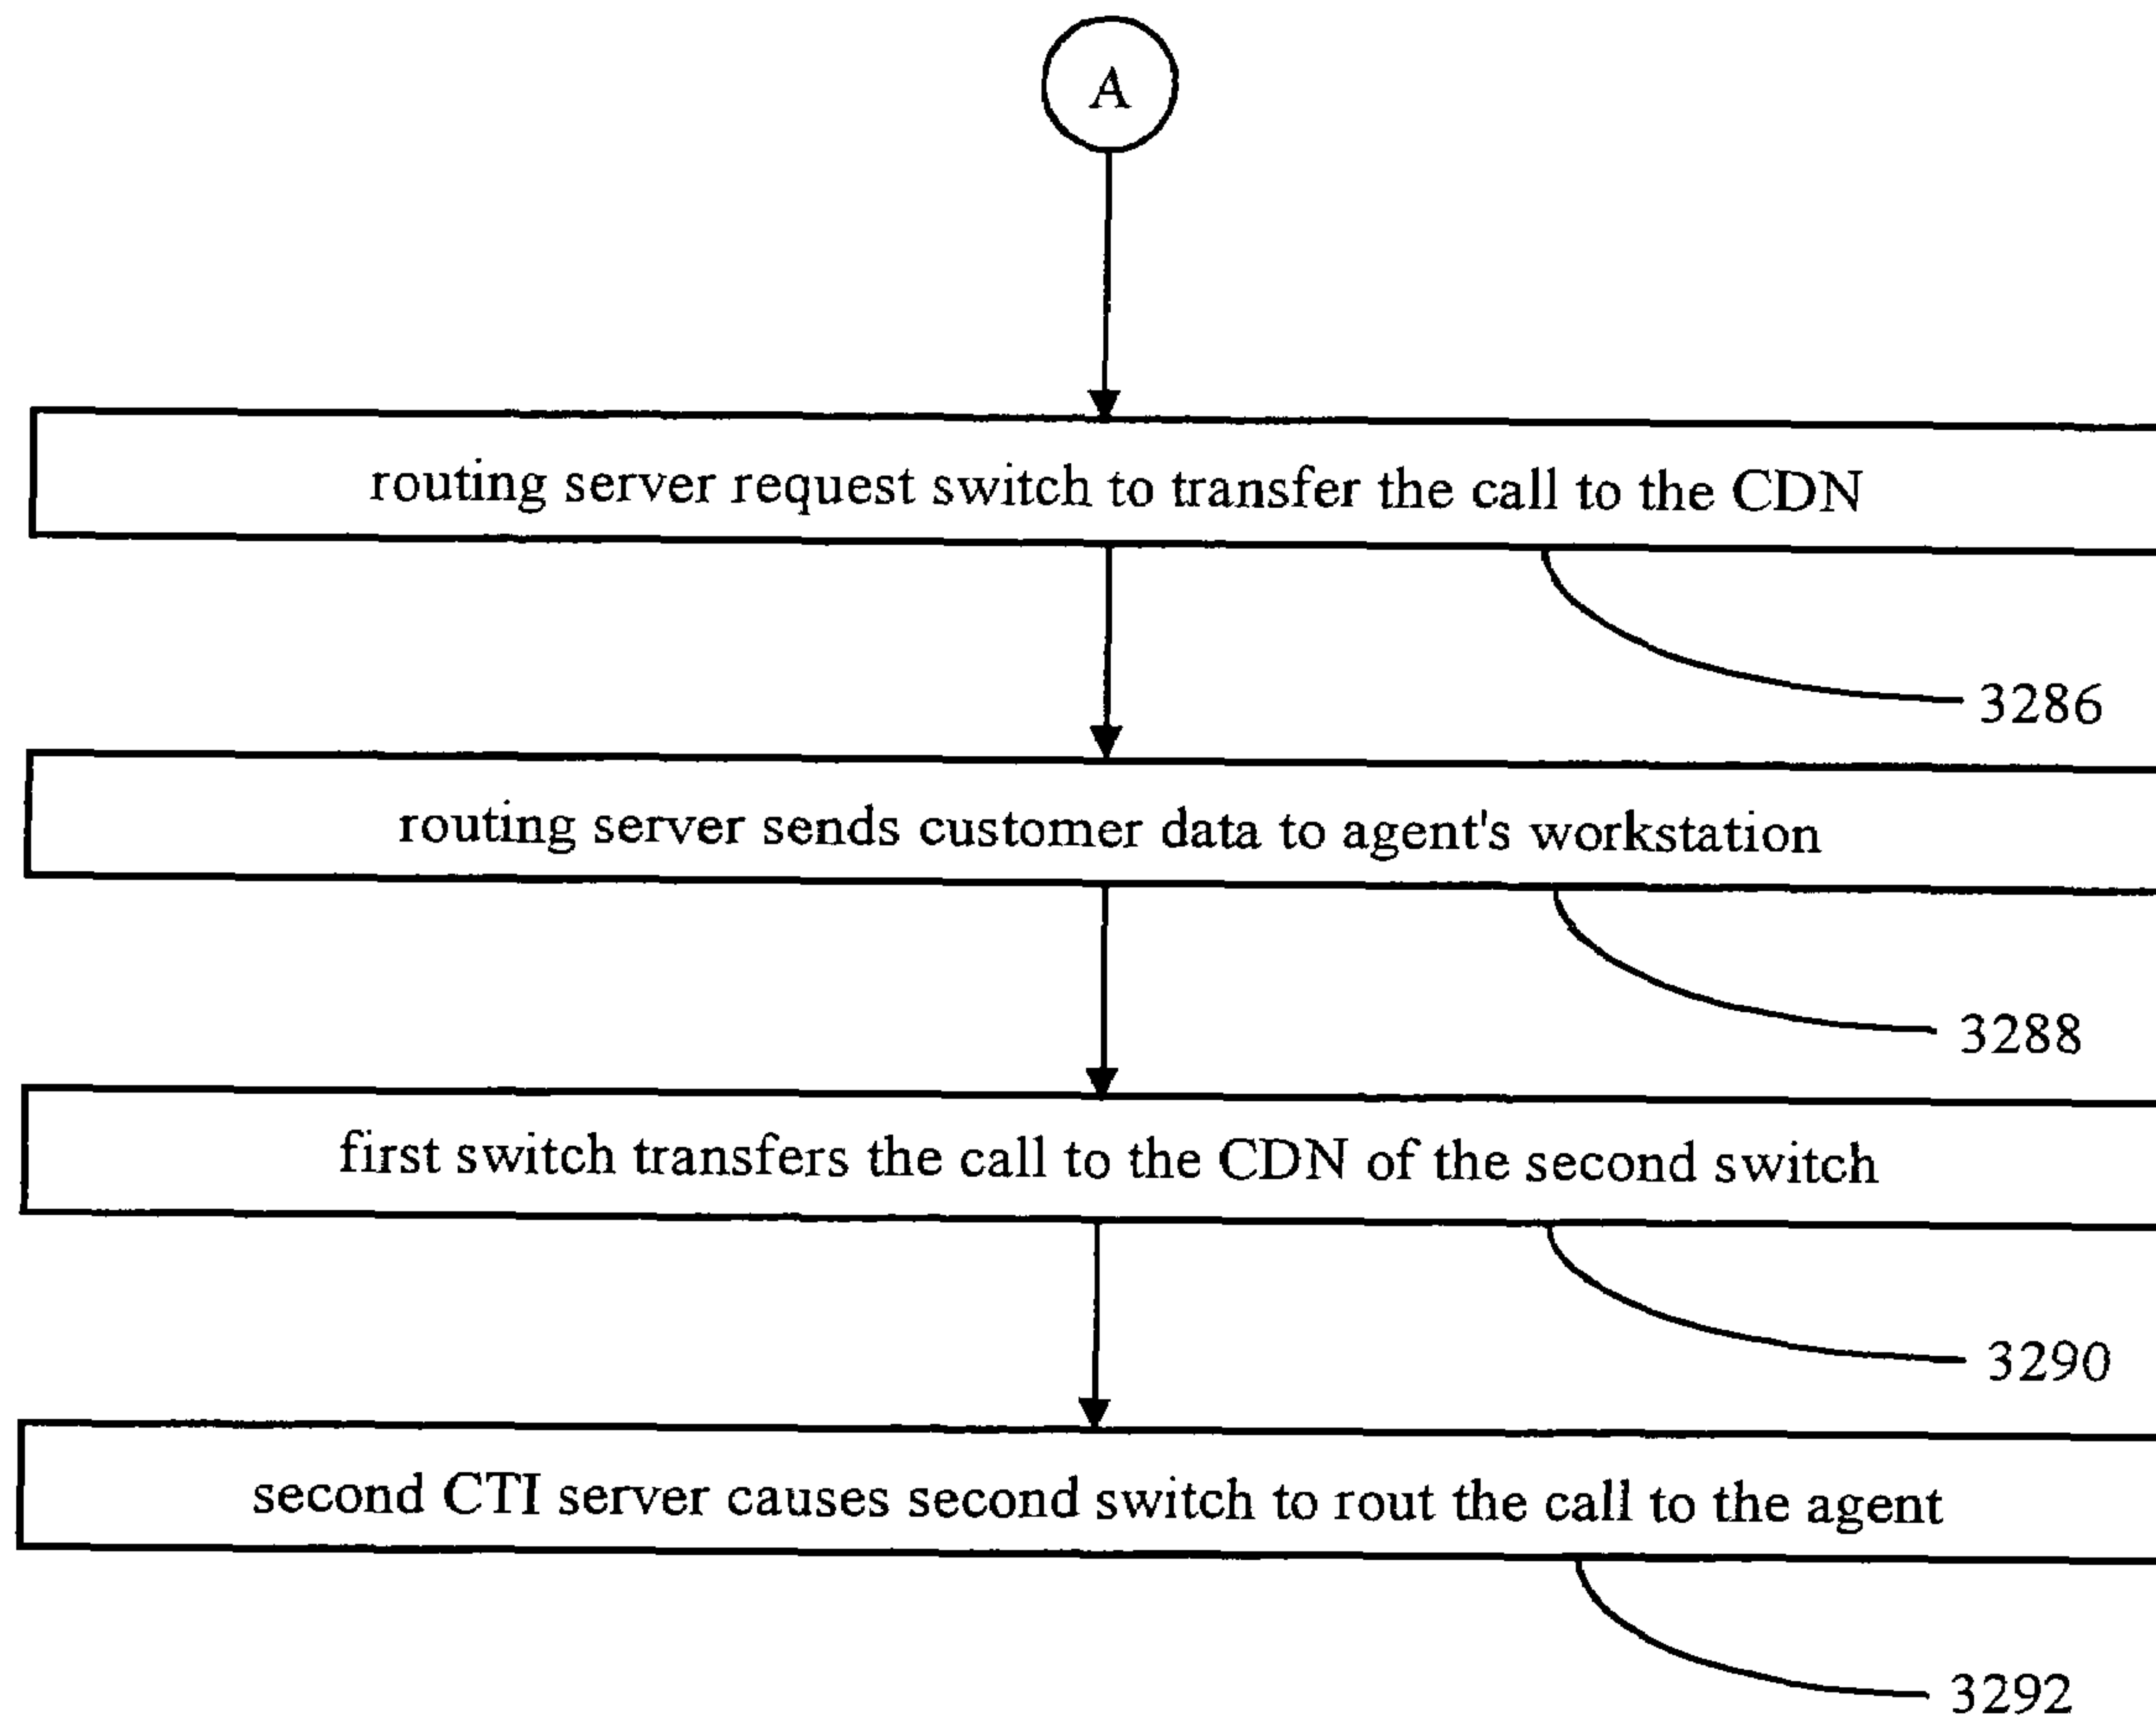 A
routing server request switch to transfer the call to the CDN
3286
routing server sends customer data to agent's workstation
3288
first switch transfers the call to the CDN of the second switch
3290
second CTI server causes second switch to rout the call to the agent
3292